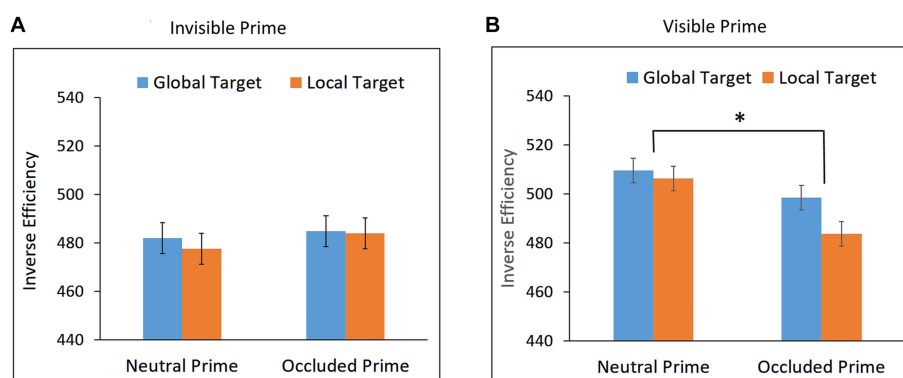 A
Invisible Prime
Global Target
Local Target
Inverse Efficiency
540
520
500
480
460
440
Neutral Prime
Occluded Prime
B
Visible Prime
Global Target
Local Target
Inverse Efficiency
540
520
500
480
460
440
*
Neutral Prime
Occluded Prime